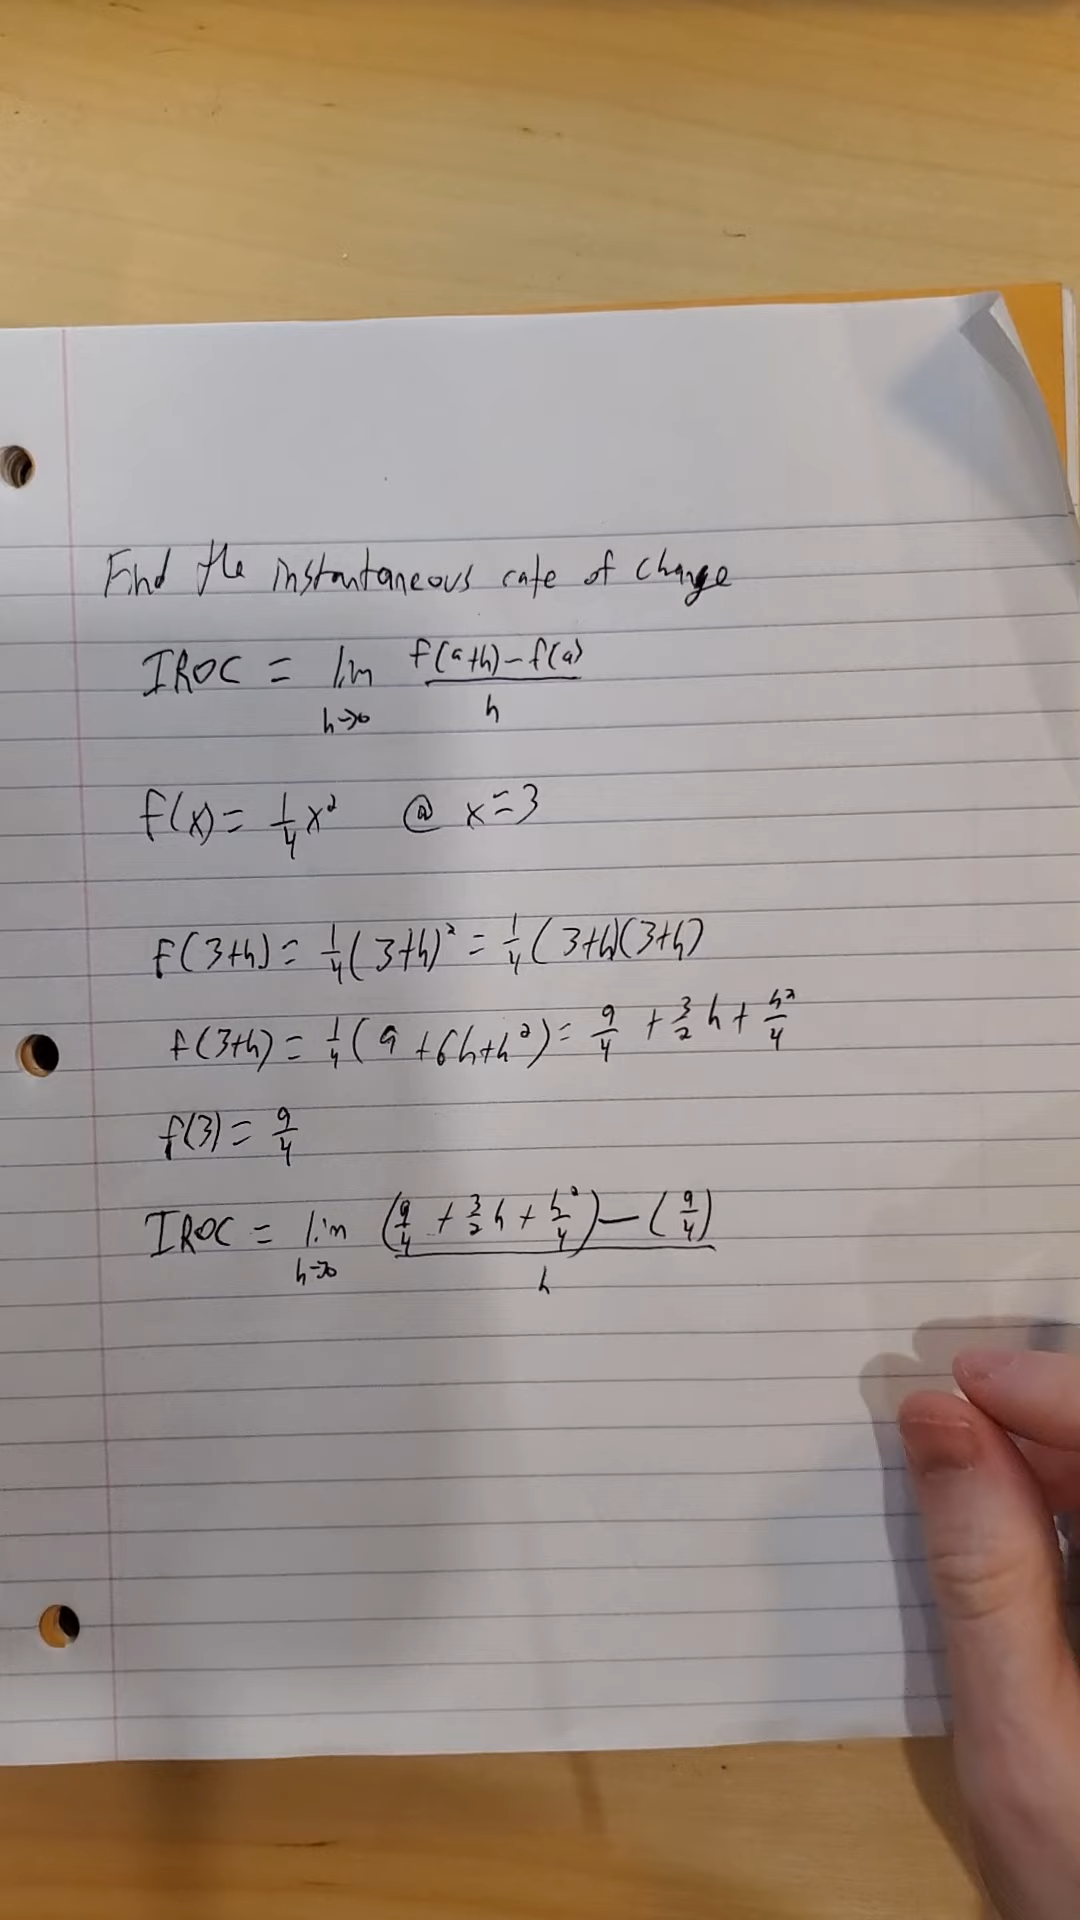 Find the instantaneous rate of change
IROC = lim h→0 (f(a+h) − f(a))/h
f(x) = 1/4 x² @ x=3
f(3+h) = 1/4(3+h)² = 1/4(3+h)(3+h)
f(3+h) = 1/4(9+6h+h²) = 9/4 + 3/2 h + h²/4
f(3) = 9/4
IROC = lim h→0 ((9/4 + 3/2 h + h²/4) − (9/4))/h